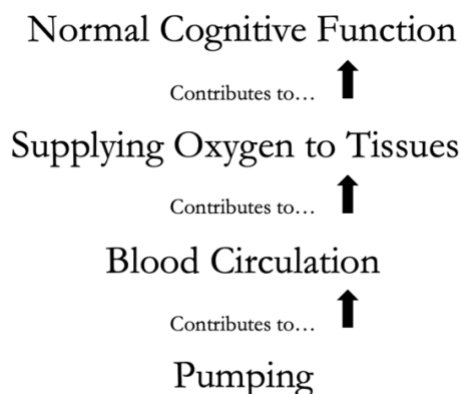 Normal Cognitive Function
Contributes to...
Supplying Oxygen to Tissues
Contributes to...
Blood Circulation
Contributes to...
Pumping